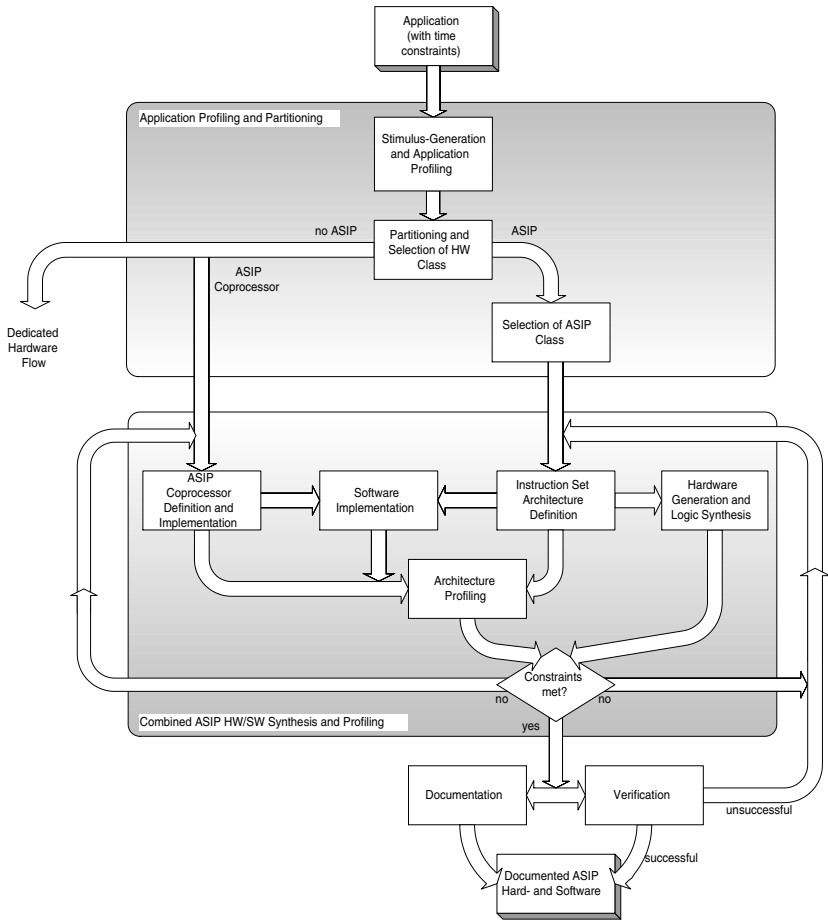 Application
(with time
constraints)
Application Profiling and Partitioning
Stimulus-Generation
and Application
Profiling
no ASIP
Partitioning and
Selection of HW
Class
ASIP
ASIP
Coprocessor
Dedicated
Hardware
Flow
Selection of ASIP
Class
ASIP
Coprocessor
Definition and
Implementation
Software
Implementation
Instruction Set
Architecture
Definition
Hardware
Generation and
Logic Synthesis
Architecture
Profiling
Constraints
met?
no
no
yes
Combined ASIP HW/SW Synthesis and Profiling
Documentation
Verification
unsuccessful
successful
Documented ASIP
Hard- and Software